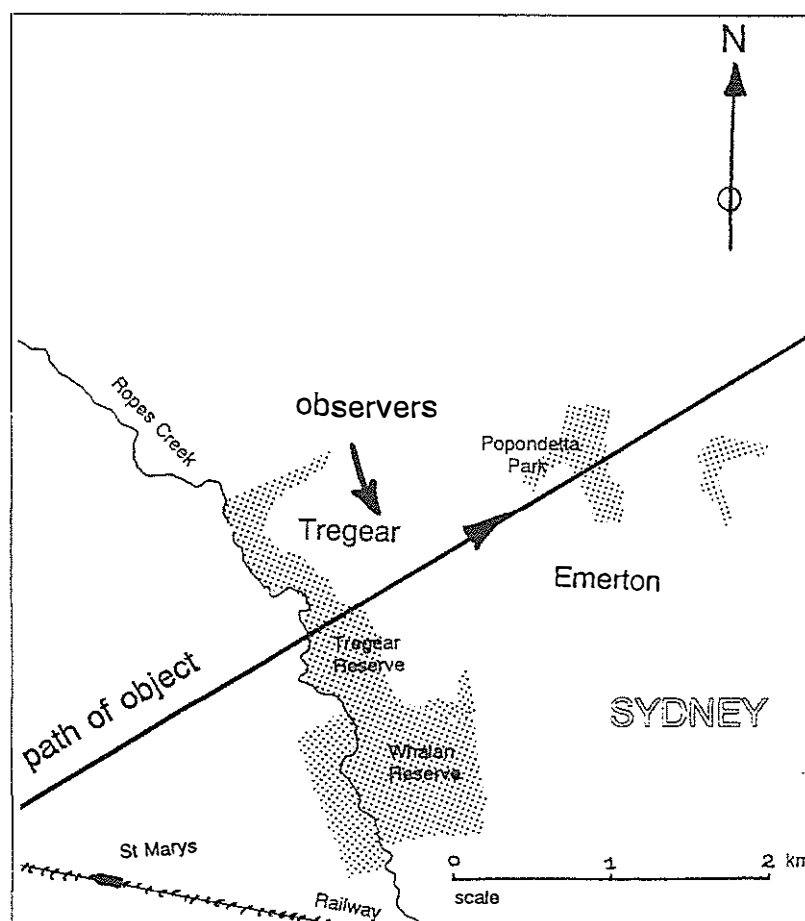 N
Ropes Creek
observers
Popondetta
Park
Tregear
Emerton
Tregear
Reserve
path of object
SYDNEY
Whalan
Reserve
St Marys
0 1 2 km
scale
Railway